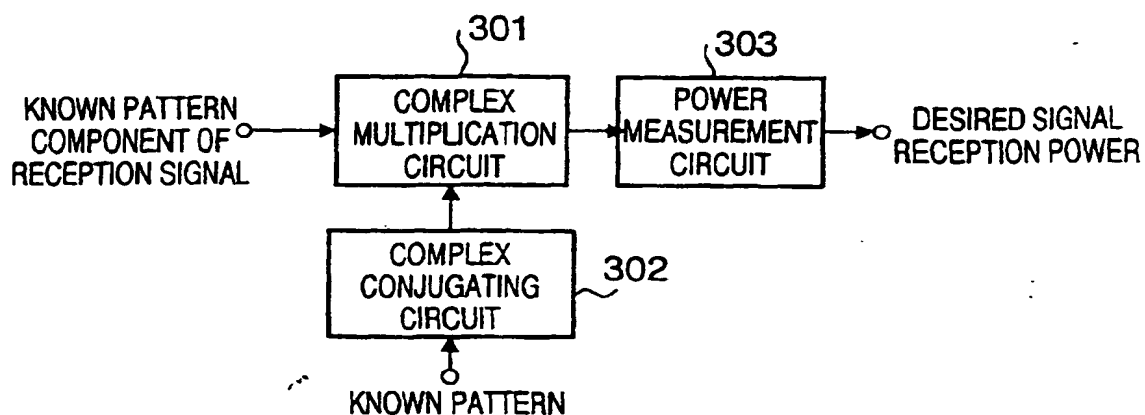 301
303
KNOWN PATTERN
COMPONENT OF
RECEPTION SIGNAL
COMPLEX
MULTIPLICATION
CIRCUIT
POWER
MEASUREMENT
CIRCUIT
DESIRED SIGNAL
RECEPTION POWER
COMPLEX
CONJUGATING
CIRCUIT
302
KNOWN PATTERN